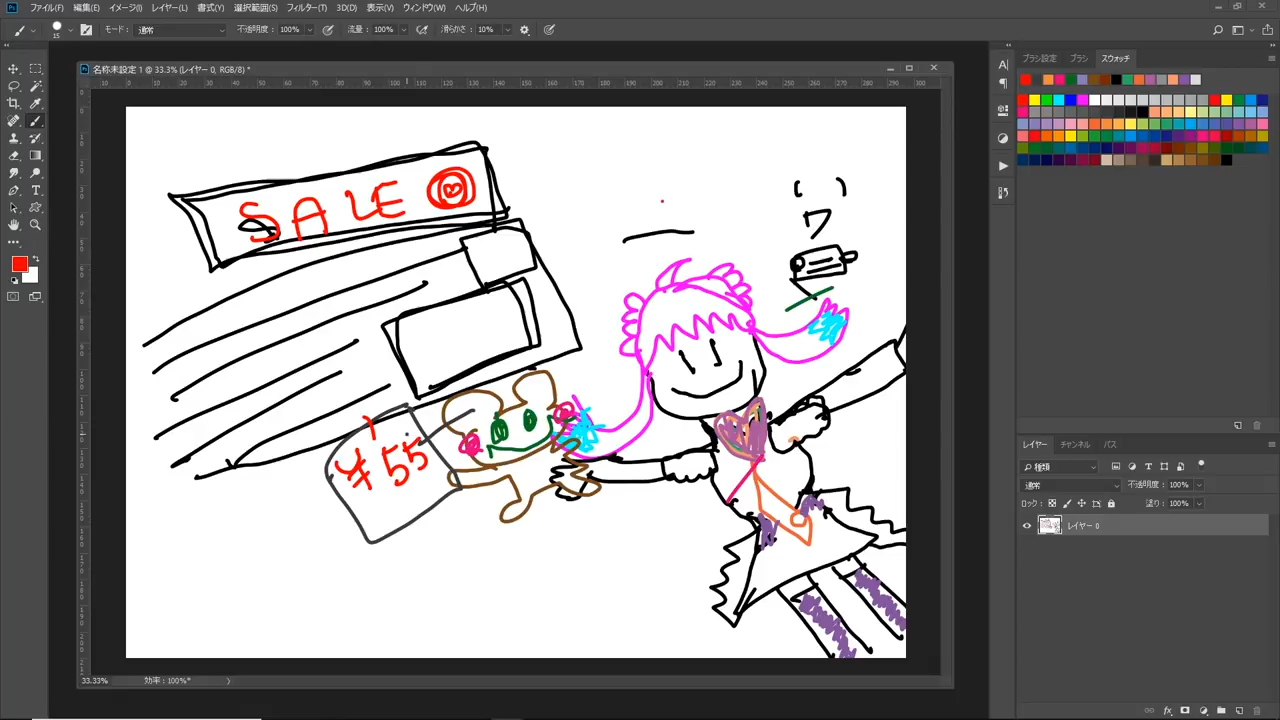 ファイル(F) 編集(E) イメージ(I) レイヤー(L) 書式(Y) 選択範囲(S) フィルター(T) 3D(D) 表示(V) ウィンドウ(W) ヘルプ(H)
15 モード: 通常 不透明度: 100% 流量: 100% 滑らかさ: 10%
名称未設定 1 @ 33.3% (レイヤー 0, RGB/8) *
ブラシ設定 ブラシ スウォッチ
SALE
ワ
¥55
レイヤー チャンネル パス
種類
通常 不透明度: 100%
ロック: 塗り: 100%
レイヤー 0
33.33% 効率: 100%*